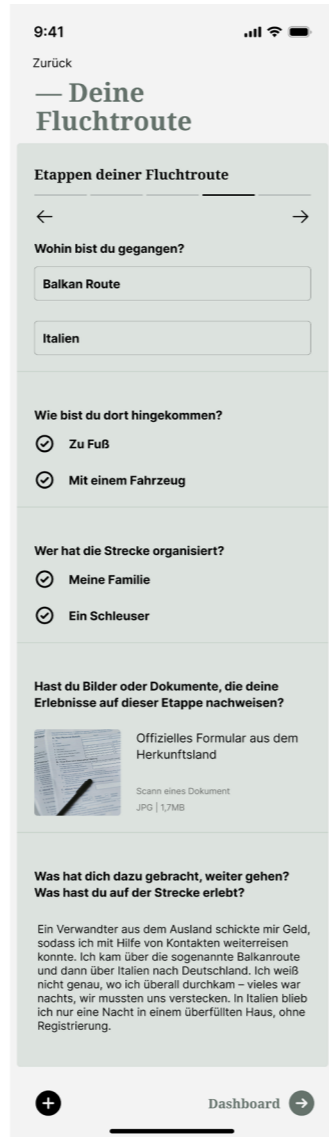 9:41
Zurück
— Deine
Fluchtroute
Etappen deiner Fluchtroute
Wohin bist du gegangen?
Balkan Route
Italien
Wie bist du dort hingekommen?
Zu Fuß
Mit einem Fahrzeug
Wer hat die Strecke organisiert?
Meine Familie
Ein Schleuser
Hast du Bilder oder Dokumente, die deine
Erlebnisse auf dieser Etappe nachweisen?
Offizielles Formular aus dem
Herkunftsland
Scann eines Dokument
JPG | 1,7MB
Was hat dich dazu gebracht, weiter gehen?
Was hast du auf der Strecke erlebt?
Ein Verwandter aus dem Ausland schickte mir Geld,
sodass ich mit Hilfe von Kontakten weiterreisen
konnte. Ich kam über die sogenannte Balkanroute
und dann über Italien nach Deutschland. Ich weiß
nicht genau, wo ich überall durchkam – vieles war
nachts, wir mussten uns verstecken. In Italien blieb
ich nur eine Nacht in einem überfüllten Haus, ohne
Registrierung.
Dashboard